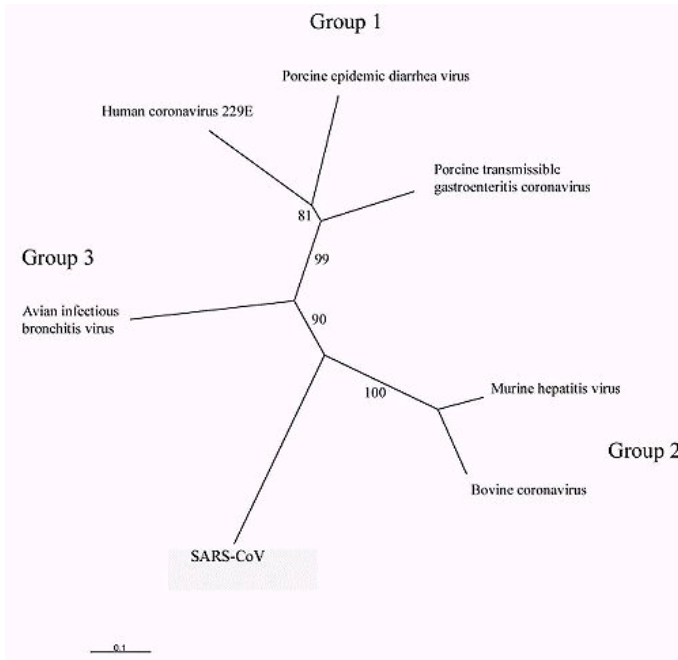 Group 1
Porcine epidemic diarrhea virus
Human coronavirus 229E
Porcine transmissible
gastroenteritis coronavirus
81
99
Group 3
Avian infectious
bronchitis virus
90
100
Murine hepatitis virus
Group 2
Bovine coronavirus
SARS-CoV
0.1